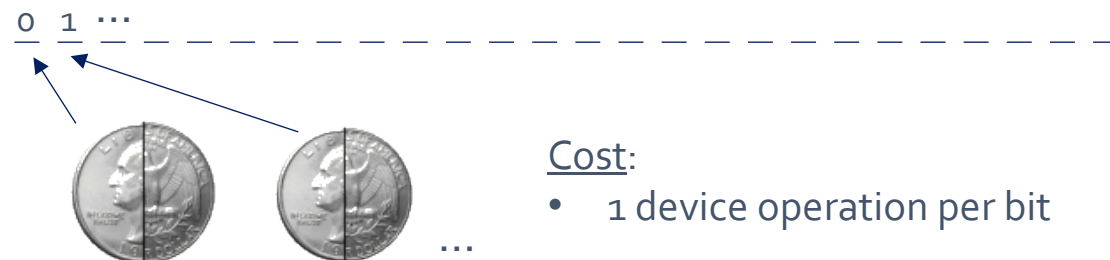 0 1 ...
Cost:
• 1 device operation per bit
...